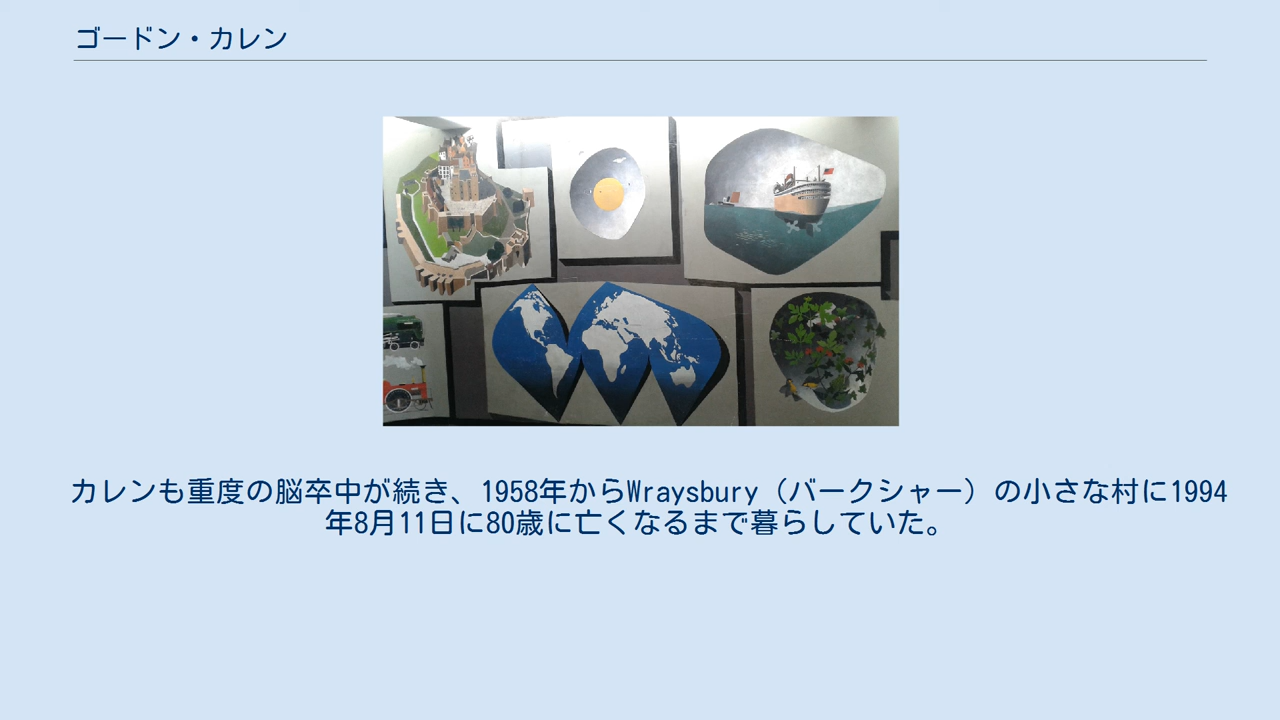 ゴードン・カレン
カレンも重度の脳卒中が続き、1958年からWraysbury（バークシャー）の小さな村に1994
年8月11日に80歳に亡くなるまで暮らしていた。